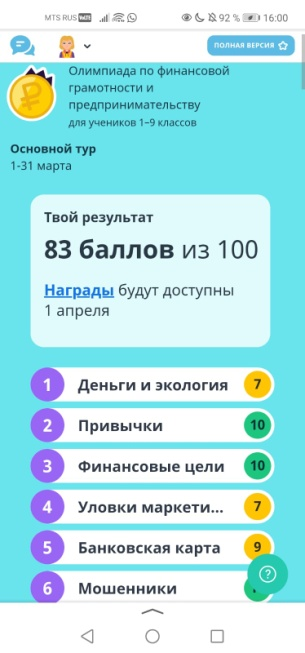 MTS RUS VoLTE 92 % 16:00
ПОЛНАЯ ВЕРСИЯ
Олимпиада по финансовой
грамотности и
предпринимательству
для учеников 1–9 классов
Основной тур
1-31 марта
Твой результат
83 баллов из 100
Награды будут доступны
1 апреля
1 Деньги и экология 7
2 Привычки 10
3 Финансовые цели 10
4 Уловки маркети... 7
5 Банковская карта 9
6 Мошенники
?